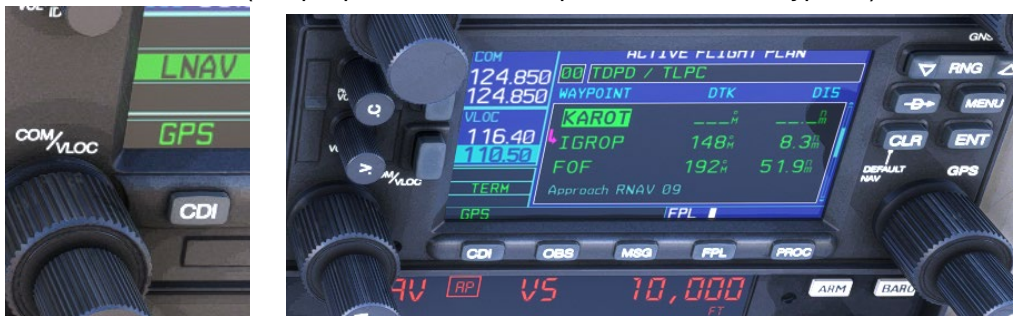 LNAV
GPS
COM/VLOC
CDI
ACTIVE FLIGHT PLAN
COM
124.850
124.850
00 TDPD / TLPC
WAYPOINT DTK DIS
VLOC
116.40
110.50
KAROT ___°M __._nm
IGROP 148°M 8.3nm
FOF 192°M 51.9nm
TERM
Approach RNAV 09
GPS
FPL
RNG
MENU
CLR
ENT
DEFAULT NAV
GPS
CDI OBS MSG FPL PROC
AP VS 10,000
FT
ARM